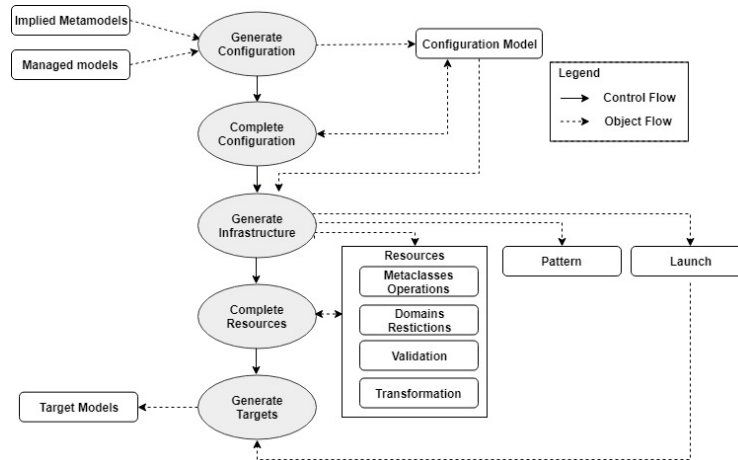 Implied Metamodels
Managed models
Generate
Configuration
Configuration Model
Legend
Control Flow
Object Flow
Complete
Configuration
Generate
Infrastructure
Resources
Metaclasses
Operations
Domains
Restictions
Validation
Transformation
Pattern
Launch
Complete
Resources
Generate
Targets
Target Models